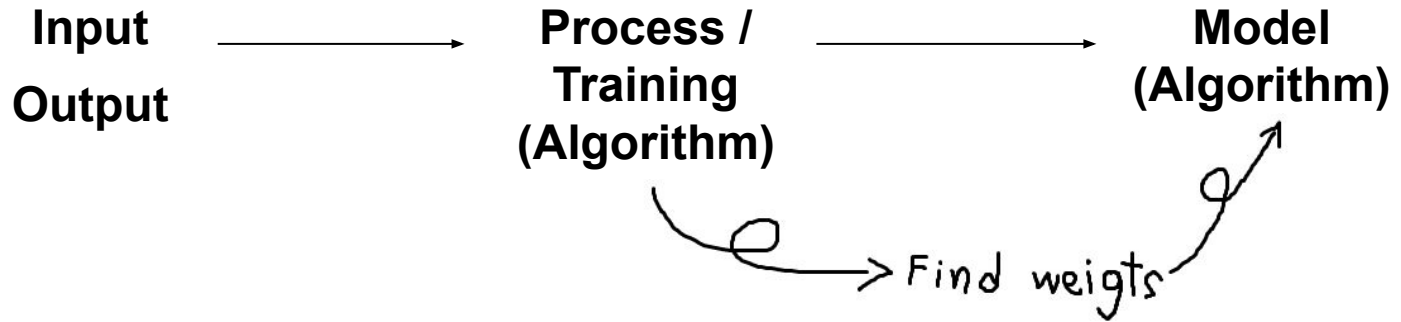 Input
Output
Process /
Training
(Algorithm)
Model
(Algorithm)
Find weigts